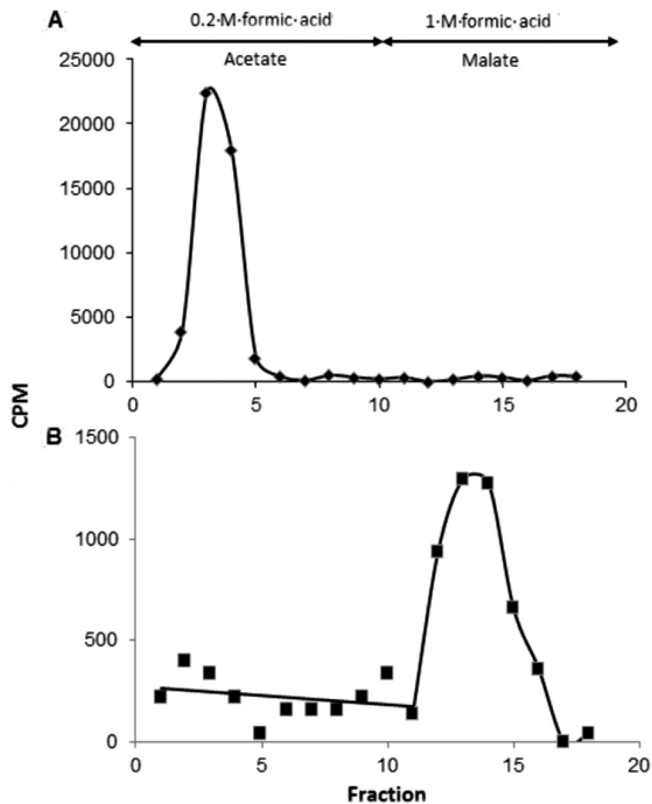 A 0.2·M·formic·acid 1·M·formic·acid
Acetate Malate
25000
20000
15000
10000
5000
0
0 5 10 15 20
CPM
B 1500
1000
500
0
0 5 10 15 20
Fraction